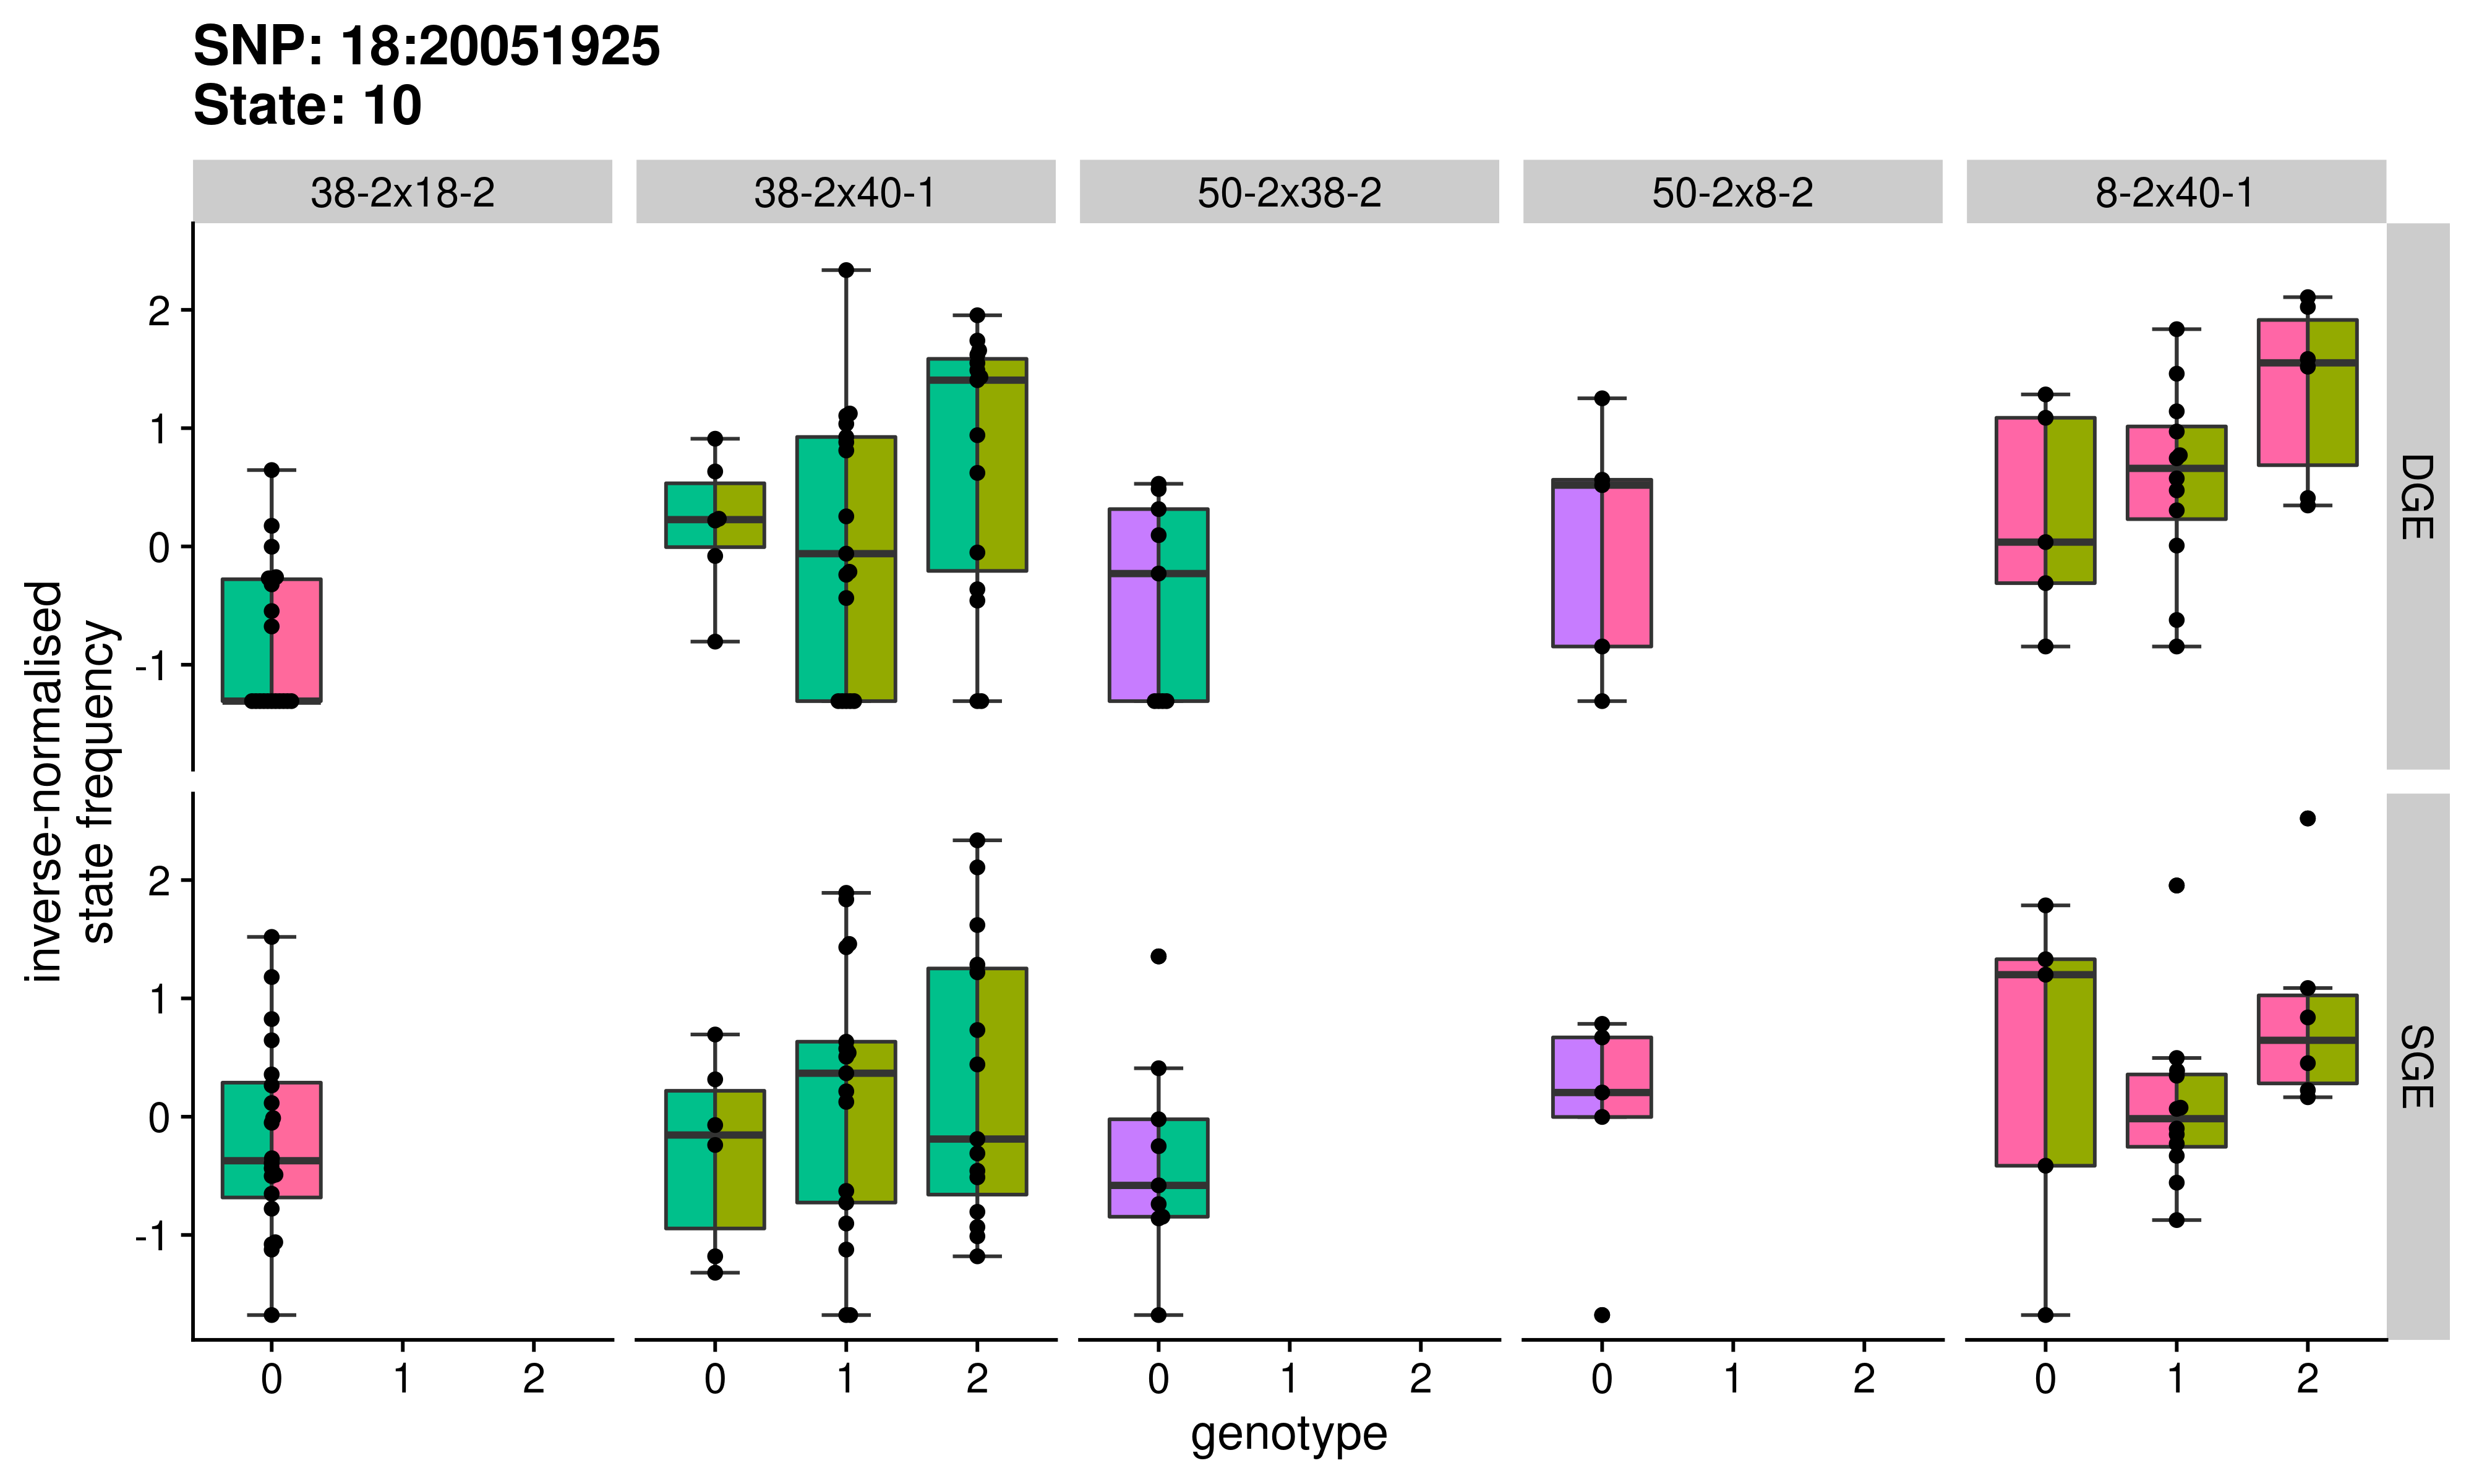 SNP: 18:20051925
State: 10
38-2x18-2 38-2x40-1 50-2x38-2 50-2x8-2 8-2x40-1
inverse-normalised
state frequency
2
1
0
-1
DGE
2
1
0
-1
SGE
0 1 2 0 1 2 0 1 2 0 1 2 0 1 2
genotype